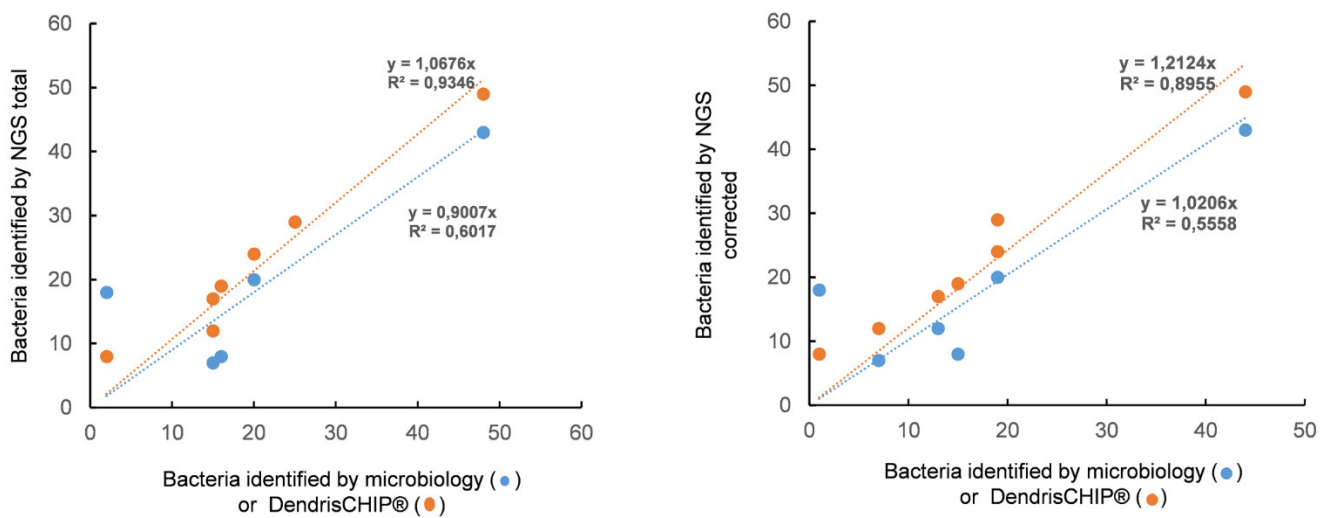 Bacteria identified by NGS total
60
50
40
30
20
10
0
y = 1,0676x
R² = 0,9346
y = 0,9007x
R² = 0,6017
0 10 20 30 40 50 60
Bacteria identified by microbiology ( )
or DendrisCHIP® ( )
Bacteria identified by NGS
corrected
60
50
40
30
20
10
0
y = 1,2124x
R² = 0,8955
y = 1,0206x
R² = 0,5558
0 10 20 30 40 50
Bacteria identified by microbiology ( )
or DendrisCHIP® ( )